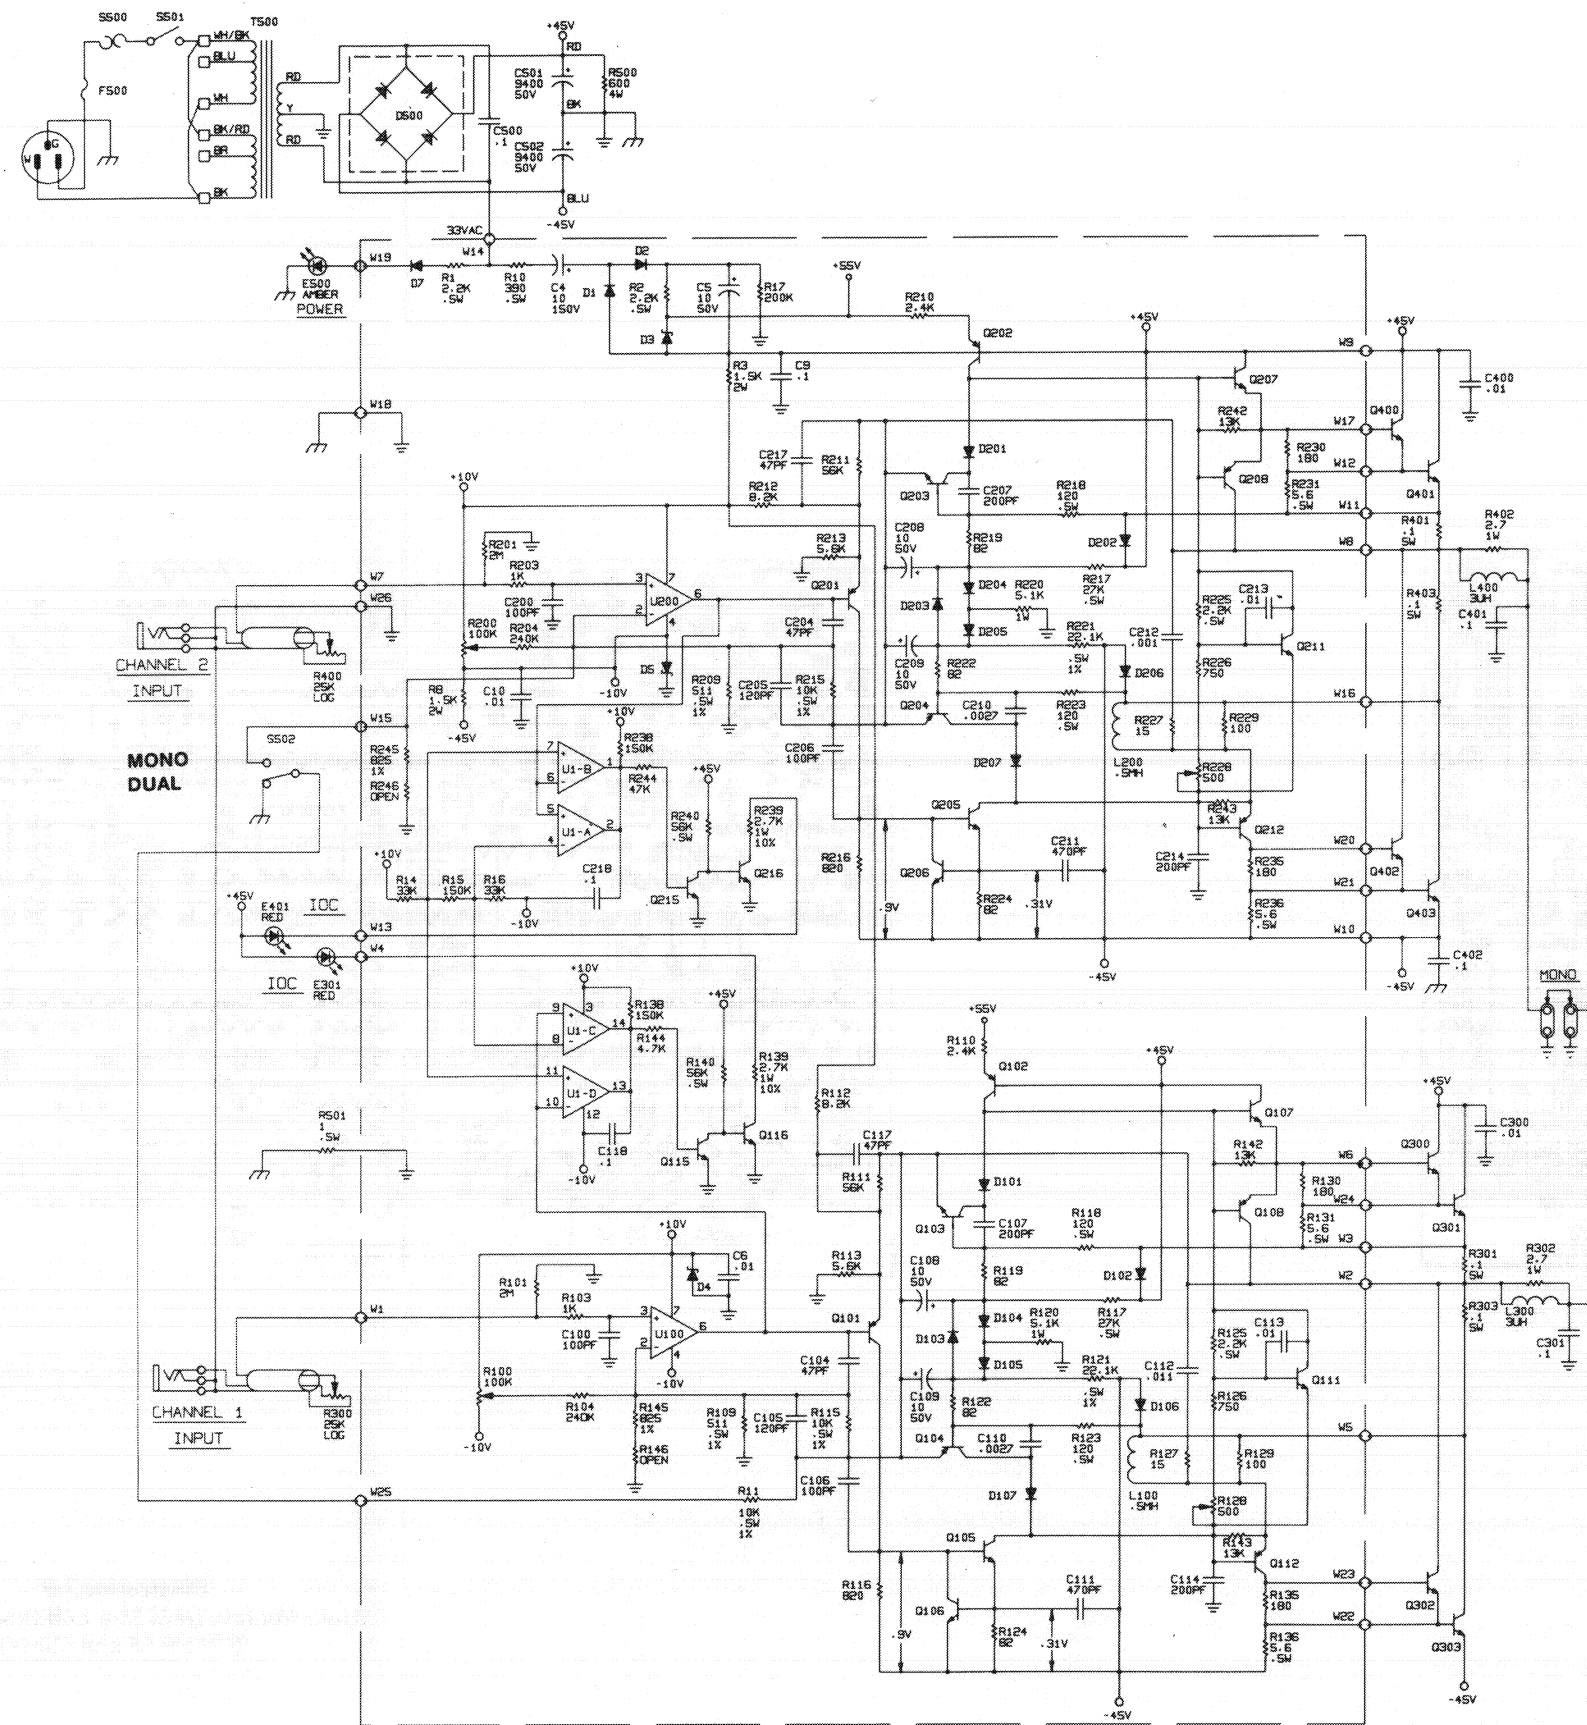 S500
S501
T500
WH/BK
BLU
WH
BK/RD
BR
BK
F500
G
W
RD
Y
RD
D500
C500
.1
+45V
RD
C501
9400
50V
R500
600
4W
BK
C502
9400
50V
BLU
-45V
33VAC
W14
W19
E500
AMBER
POWER
D7
R1
2.2K
.5W
R10
390
.5W
C4
10
150V
D1
D2
R2
2.2K
.5W
D3
C5
10
50V
R17
200K
+55V
R210
2.4K
Q202
+45V
W9
+45V
R3
1.5K
2W
C9
.1
Q207
C400
.01
W18
R242
13K
W17
Q400
R230
180
W12
Q401
D201
C217
47PF
R211
56K
Q203
C207
200PF
R218
120
.5W
Q208
R231
5.6
.5W
W11
+10V
R212
8.2K
R401
.1
5W
R402
2.7
1W
R201
2M
R213
5.6K
C208
10
50V
R219
82
D202
W8
W7
R203
1K
3
7
U200
6
2
4
Q201
D204
R220
5.1K
1W
R217
27K
.5W
R225
2.2K
.5W
C213
.01
R403
.1
5W
L400
3UH
C401
.1
W26
C200
100PF
R200
100K
R204
240K
C204
47PF
D203
D205
R221
22.1K
.5W
1%
C212
.001
Q211
CHANNEL 2
INPUT
R400
25K
LOG
D5
R8
1.5K
2W
C10
.01
-10V
-45V
R209
511
.5W
1%
C205
120PF
R215
10K
.5W
1%
C209
10
50V
R222
82
D206
R226
750
Q204
C210
.0027
R223
120
.5W
W16
W15
S502
MONO
DUAL
R245
825
1%
R246
OPEN
+10V
R238
150K
7
U1-B
1
6
R244
47K
+45V
C206
100PF
D207
L200
.5MH
R227
15
R229
100
R228
500
5
U1-A
2
4
R240
56K
.5W
R239
2.7K
1W
10%
Q205
R243
13K
Q212
+10V
R14
33K
R15
150K
R16
33K
C218
.1
-10V
Q215
Q216
R216
820
Q206
C211
470PF
C214
200PF
R235
180
W20
Q402
W21
Q403
R224
82
.9V
.31V
R236
5.6
.5W
W10
-45V
-45V
C402
.1
+45V
E401
RED
IOC
W13
W4
IOC
E301
RED
MONO
+10V
9
3
U1-C
14
8
R138
150K
R144
4.7K
+45V
R140
56K
.5W
R139
2.7K
1W
10%
11
U1-D
13
10
12
C118
.1
-10V
Q115
Q116
+55V
R110
2.4K
Q102
+45V
+45V
R112
8.2K
Q107
C300
.01
C117
47PF
R111
56K
R142
13K
W6
Q300
R501
1
.5W
D101
R130
180
W24
Q301
Q103
C107
200PF
R118
120
.5W
Q108
R131
5.6
.5W
W3
+10V
C6
.01
D4
R113
5.6K
C108
10
50V
R119
82
D102
W2
R301
.1
5W
R302
2.7
1W
R101
2M
W1
R103
1K
3
7
U100
6
2
4
-10V
C100
100PF
Q101
D104
D103
R120
5.1K
1W
R117
27K
.5W
R125
2.2K
.5W
C113
.01
R303
.1
5W
L300
3UH
C301
.1
C104
47PF
D105
R121
22.1K
.5W
1%
C112
.011
Q111
CHANNEL 1
INPUT
R300
25K
LOG
R100
100K
-10V
R104
240K
R145
825
1%
R146
OPEN
R109
511
.5W
1%
C105
120PF
R115
10K
.5W
1%
C109
10
50V
R122
82
D106
R126
750
Q104
C110
.0027
R123
120
.5W
W5
C106
100PF
D107
L100
.5MH
R127
15
R129
100
R128
500
W25
R11
10K
.5W
1%
Q105
R143
13K
Q112
R116
820
Q106
C111
470PF
C114
200PF
R135
180
W23
Q302
W22
Q303
R124
82
.9V
.31V
R136
5.6
.5W
-45V
-45V